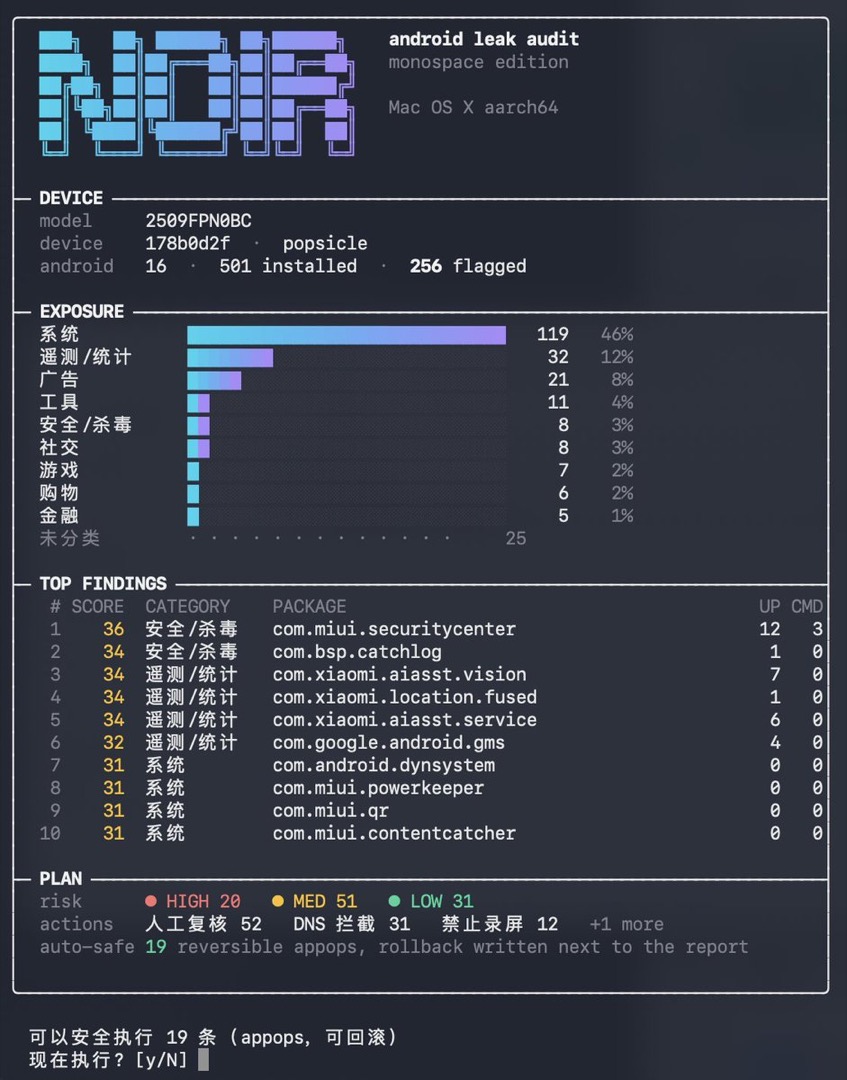 NOIR
android leak audit
monospace edition
Mac OS X aarch64
DEVICE
model 2509FPN0BC
device 178b0d2f · popsicle
android 16 · 501 installed · 256 flagged
EXPOSURE
系统 119 46%
遥测/统计 32 12%
广告 21 8%
工具 11 4%
安全/杀毒 8 3%
社交 8 3%
游戏 7 2%
购物 6 2%
金融 5 1%
未分类 · · · · · · · · · · · · · 25
TOP FINDINGS
# SCORE CATEGORY PACKAGE UP CMD
1 36 安全/杀毒 com.miui.securitycenter 12 3
2 34 安全/杀毒 com.bsp.catchlog 1 0
3 34 遥测/统计 com.xiaomi.aiasst.vision 7 0
4 34 遥测/统计 com.xiaomi.location.fused 1 0
5 34 遥测/统计 com.xiaomi.aiasst.service 6 0
6 32 遥测/统计 com.google.android.gms 4 0
7 31 系统 com.android.dynsystem 0 0
8 31 系统 com.miui.powerkeeper 0 0
9 31 系统 com.miui.qr 0 0
10 31 系统 com.miui.contentcatcher 0 0
PLAN
risk ● HIGH 20 ● MED 51 ● LOW 31
actions 人工复核 52 DNS 拦截 31 禁止录屏 12 +1 more
auto-safe 19 reversible appops, rollback written next to the report
可以安全执行 19 条 (appops, 可回滚)
现在执行? [y/N]